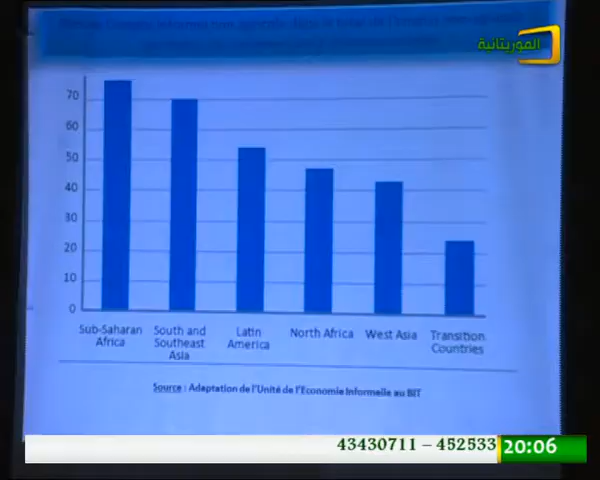 الموريتانية
70
60
50
40
30
20
10
0
Sub-Saharan Africa
South and Southeast Asia
Latin America
North Africa
West Asia
Transition Countries
Source : Adaptation de l'Unité de l'Economie Informelle au BIT
43430711 – 452533
20:06